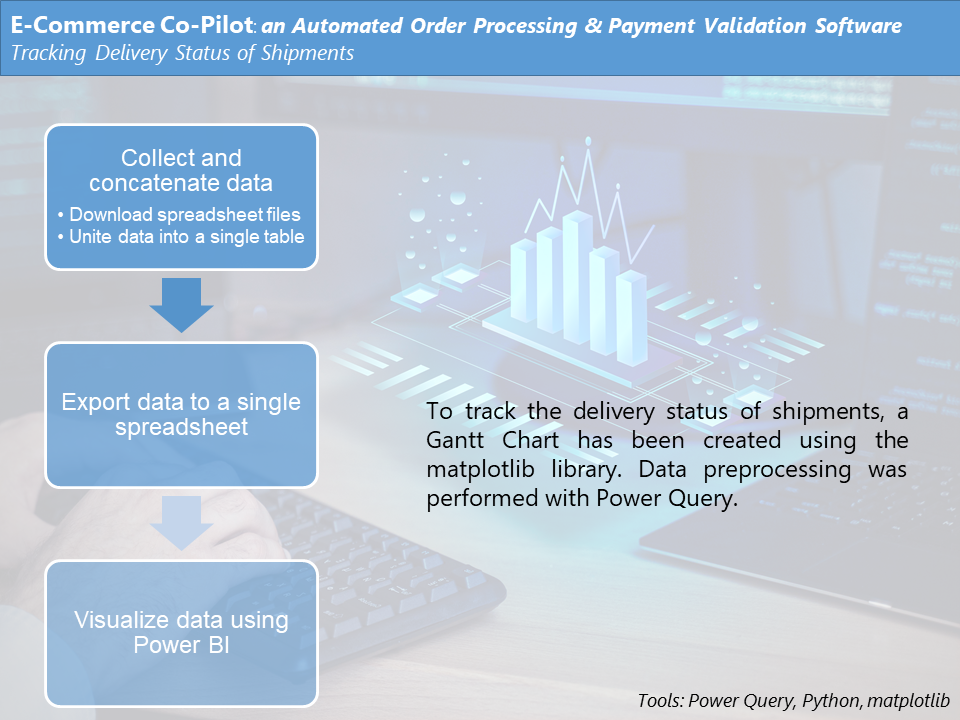 E-Commerce Co-Pilot: an Automated Order Processing & Payment Validation Software
Tracking Delivery Status of Shipments
Collect and
concatenate data
• Download spreadsheet files
• Unite data into a single table
Export data to a single
spreadsheet
Visualize data using
Power BI
To track the delivery status of shipments, a
Gantt Chart has been created using the
matplotlib library. Data preprocessing was
performed with Power Query.
Tools: Power Query, Python, matplotlib